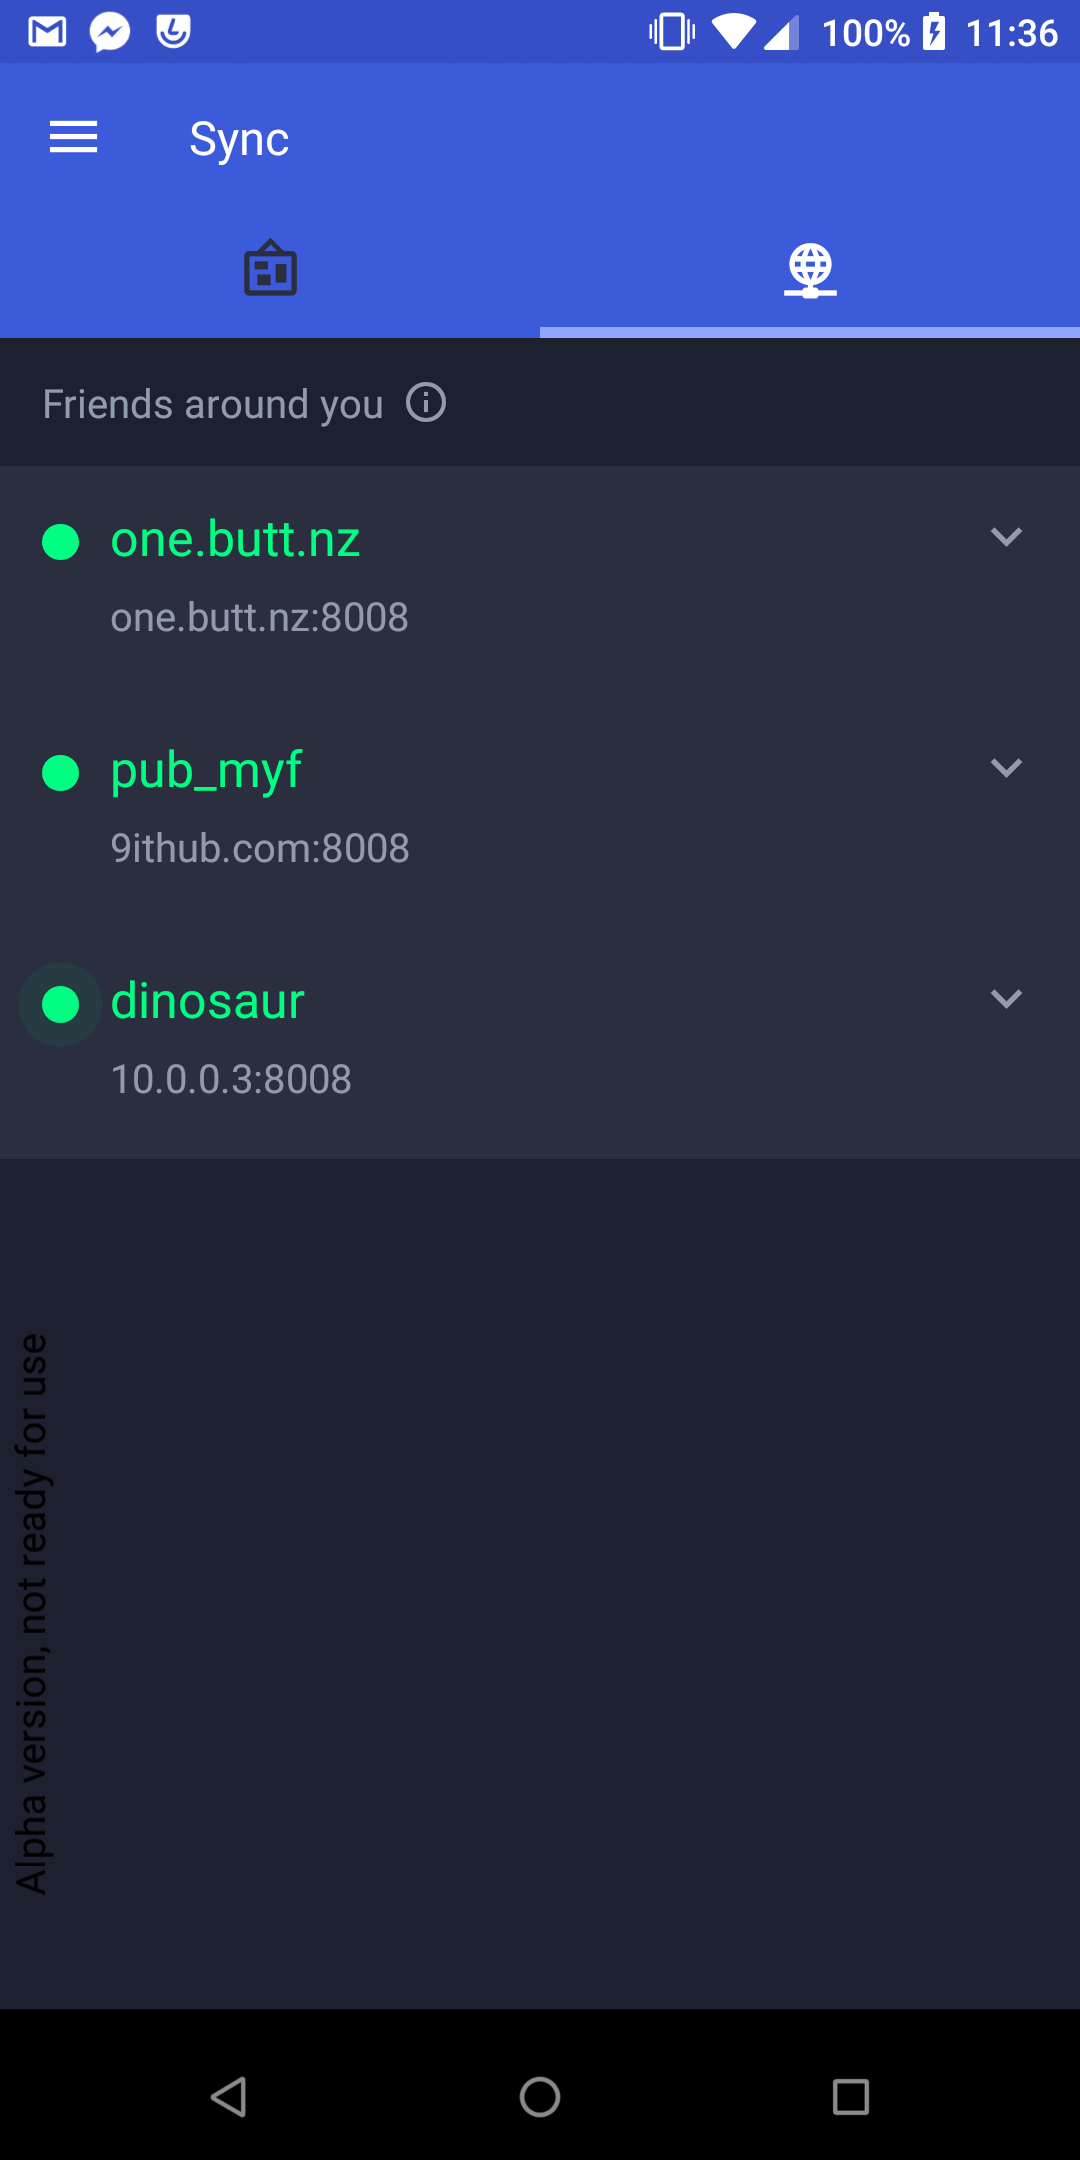 100% 11:36
Sync
Friends around you
one.butt.nz
one.butt.nz:8008
pub_myf
9ithub.com:8008
dinosaur
10.0.0.3:8008
Alpha version, not ready for use